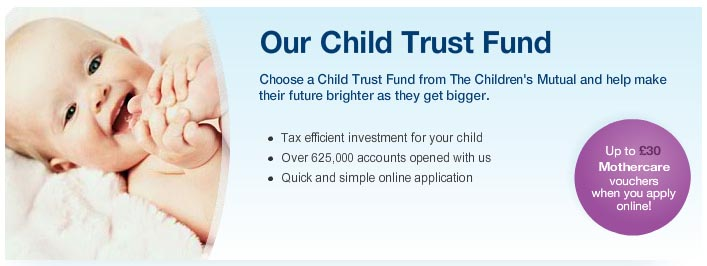 Our Child Trust Fund
Choose a Child Trust Fund from The Children's Mutual and help make
their future brighter as they get bigger.
• Tax efficient investment for your child
• Over 625,000 accounts opened with us
• Quick and simple online application
Up to £30
Mothercare
vouchers
when you apply
online!